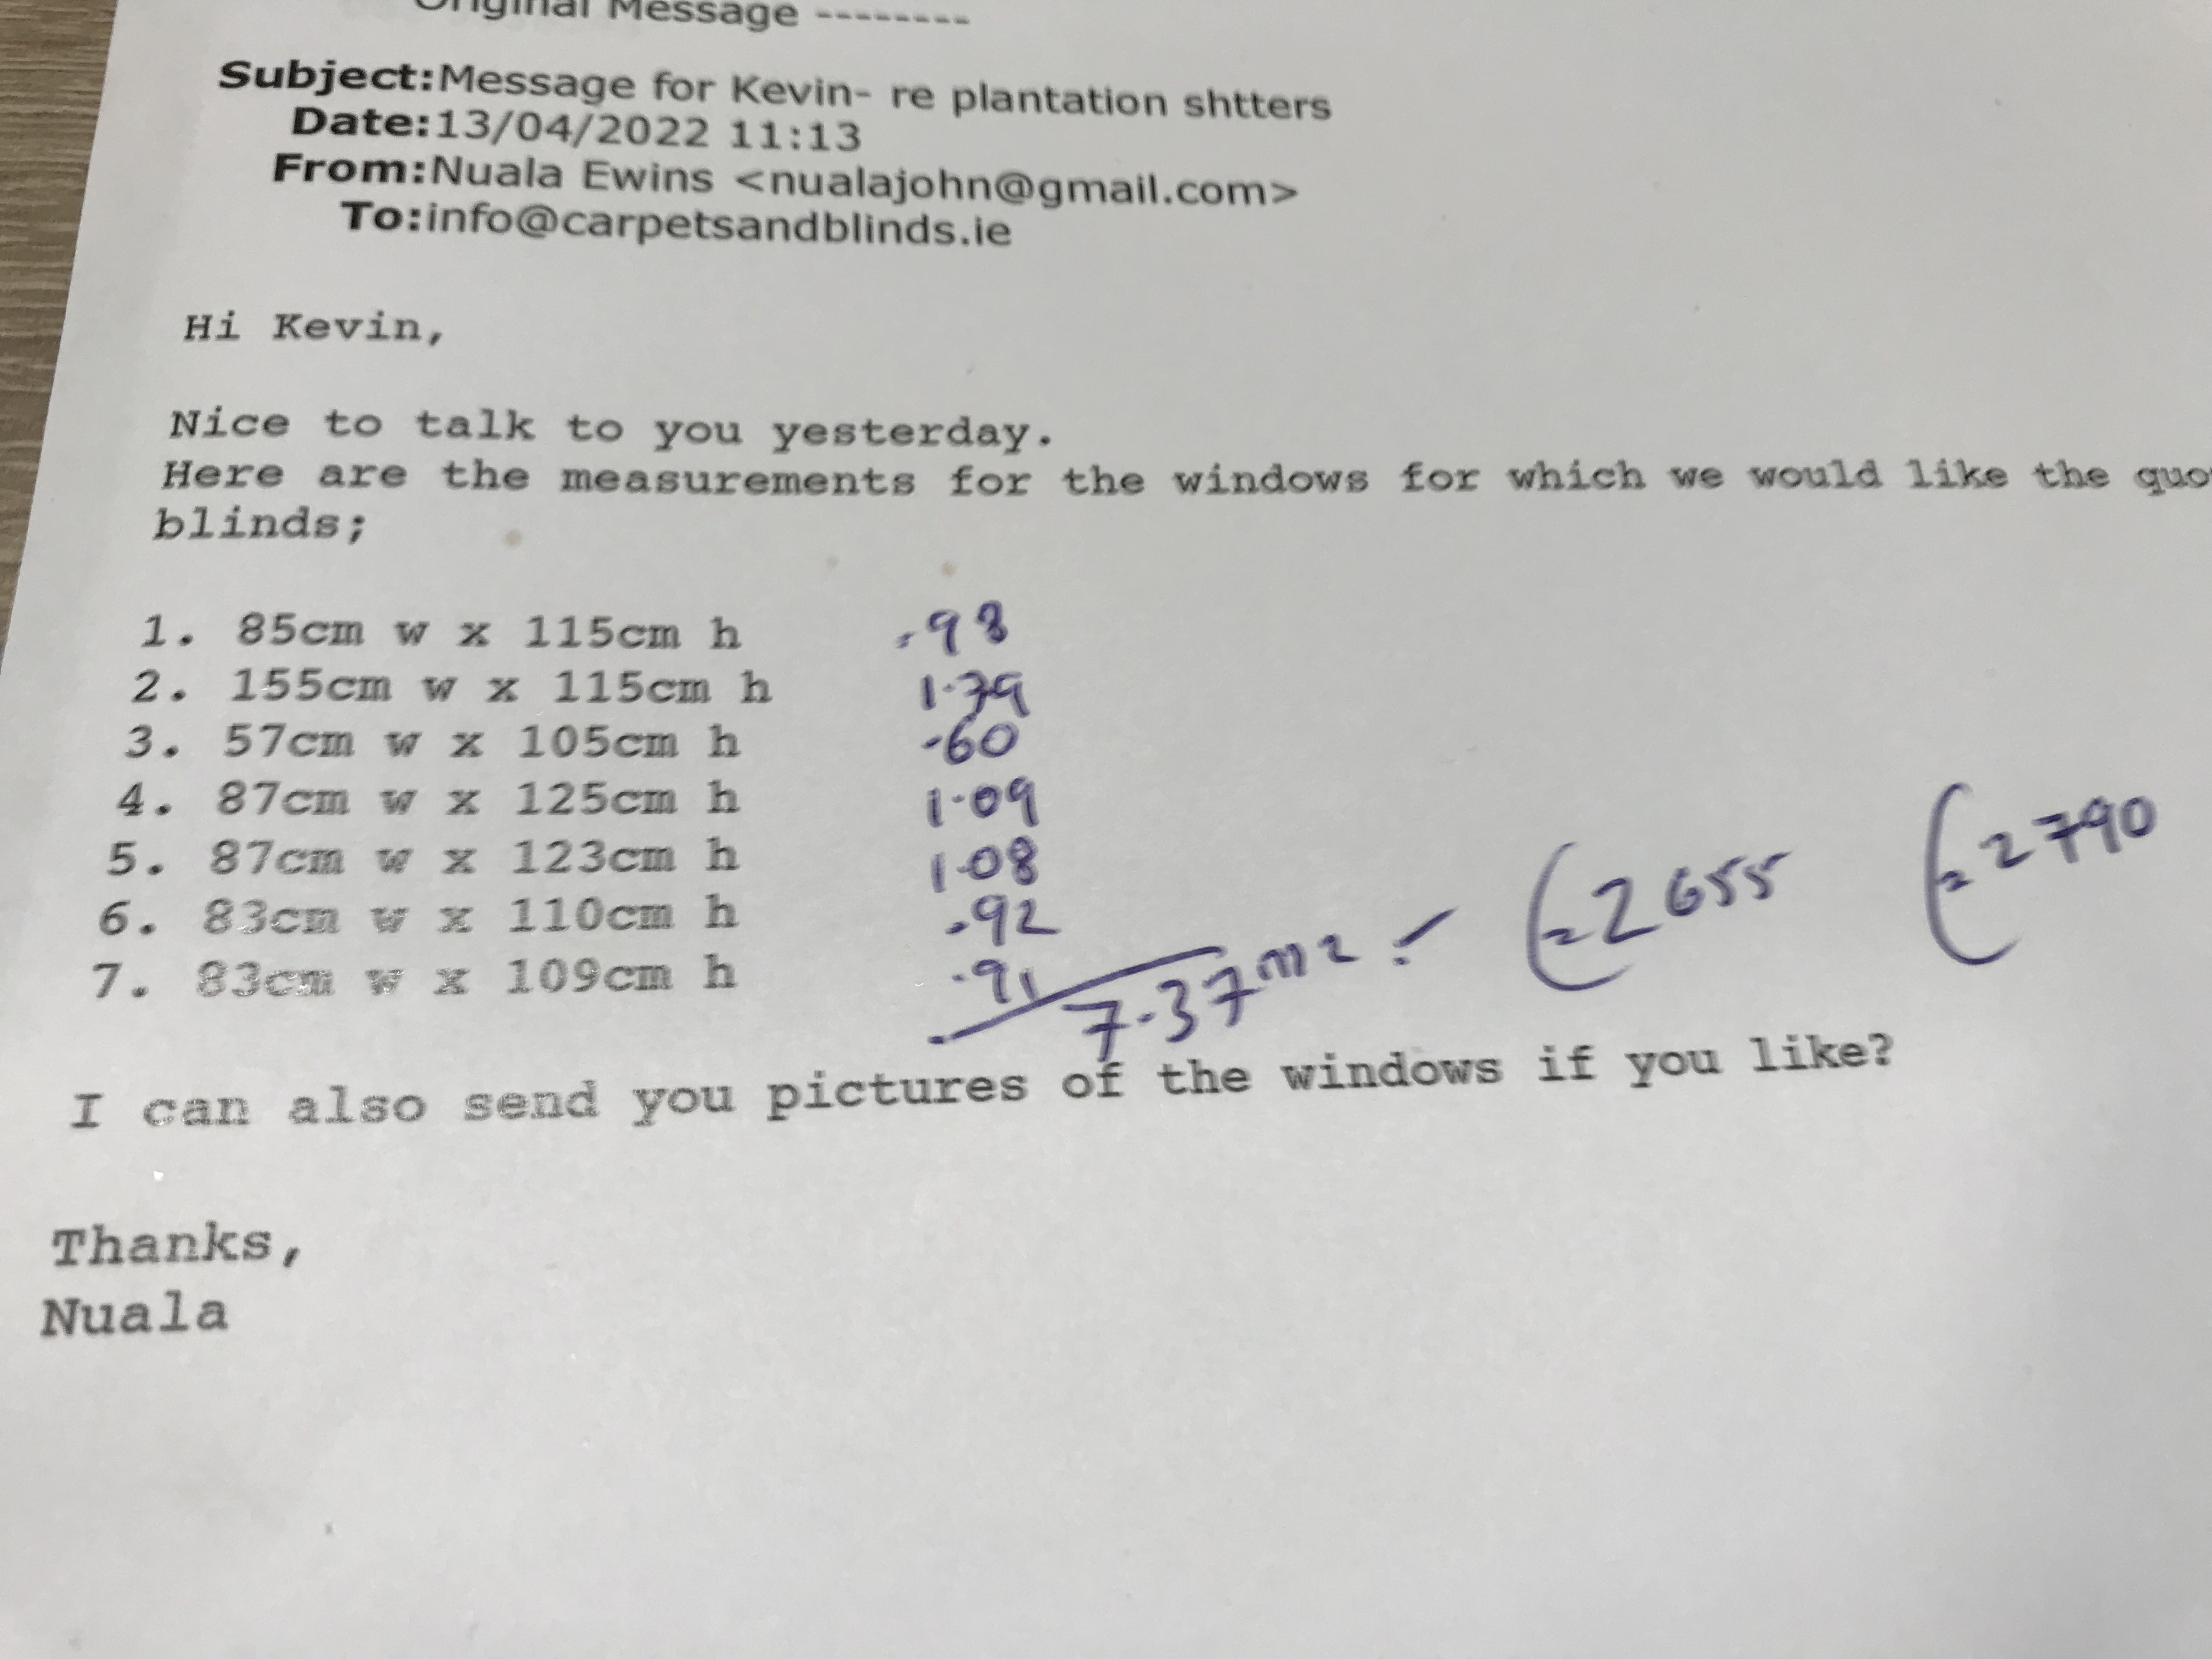 Original Message --------
Subject:Message for Kevin- re plantation shtters
Date:13/04/2022 11:13
From:Nuala Ewins <nualajohn@gmail.com>
To:info@carpetsandblinds.ie
Hi Kevin,
Nice to talk to you yesterday.
Here are the measurements for the windows for which we would like the quo
blinds;
1. 85cm w x 115cm h .98
2. 155cm w x 115cm h 1.79
3. 57cm w x 105cm h .60
4. 87cm w x 125cm h 1.09
5. 87cm w x 123cm h 1.08
6. 83cm w x 110cm h .92
7. 83cm w x 109cm h .91
7.37m2 € 2655 € 2790
I can also send you pictures of the windows if you like?
Thanks,
Nuala